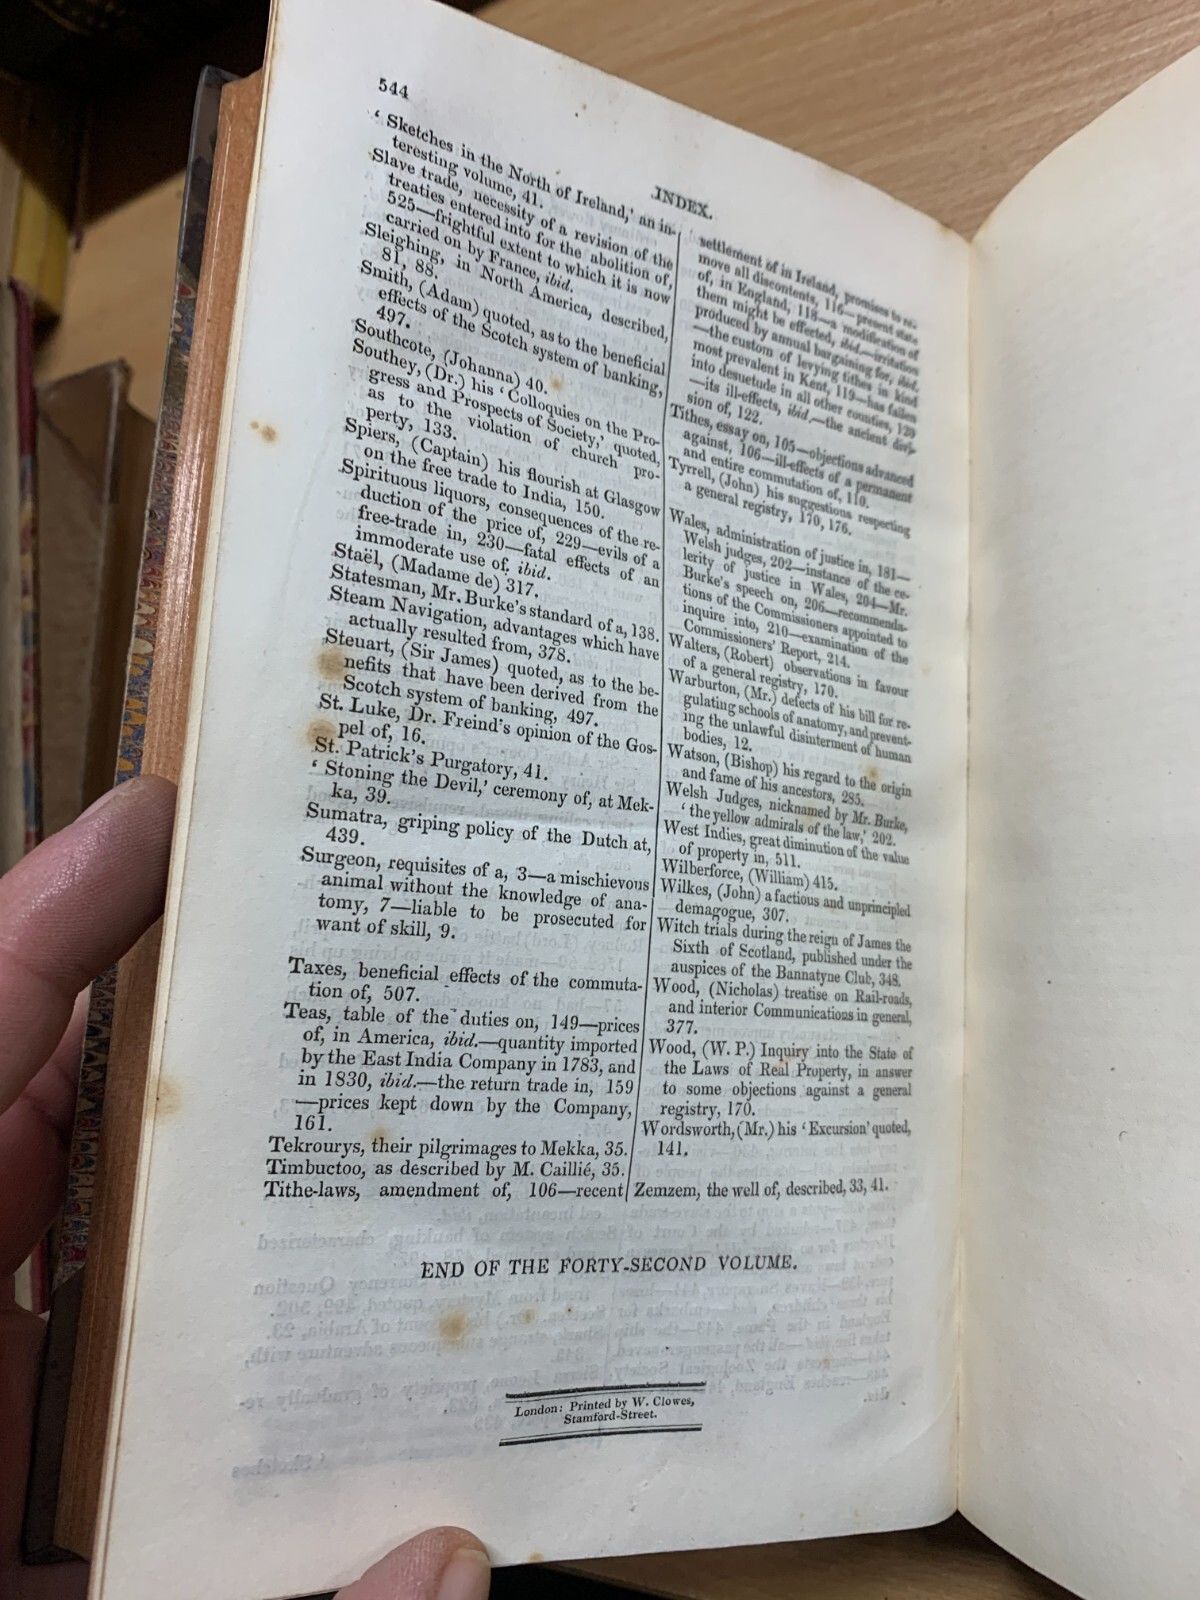 544
INDEX.
‘ Sketches in the North of Ireland,’ an in-
teresting volume, 41.
Slave trade, necessity of a revision of the
treaties entered into for the abolition of,
525—frightful extent to which it is now
carried on by France, ibid.
Sleighing, in North America, described,
81, 88.
Smith, (Adam) quoted, as to the beneficial
effects of the Scotch system of banking,
497.
Southcote, (Johanna) 40.
Southey, (Dr.) his ‘ Colloquies on the Pro-
gress and Prospects of Society,’ quoted,
as to the violation of church pro-
perty, 133.
Spiers, (Captain) his flourish at Glasgow
on the free trade to India, 150.
Spirituous liquors, consequences of the re-
duction of the price of, 229—evils of a
free-trade in, 230—fatal effects of an
immoderate use of, ibid.
Staël, (Madame de) 317.
Statesman, Mr. Burke's standard of a, 138.
Steam Navigation, advantages which have
actually resulted from, 378.
Steuart, (Sir James) quoted, as to the be-
nefits that have been derived from the
Scotch system of banking, 497.
St. Luke, Dr. Freind's opinion of the Gos-
pel of, 16.
St. Patrick's Purgatory, 41.
‘ Stoning the Devil,’ ceremony of, at Mek-
ka, 39.
Sumatra, griping policy of the Dutch at,
439.
Surgeon, requisites of a, 3—a mischievous
animal without the knowledge of ana-
tomy, 7—liable to be prosecuted for
want of skill, 9.
Taxes, beneficial effects of the commuta-
tion of, 507.
Teas, table of the duties on, 149—prices
of, in America, ibid.—quantity imported
by the East India Company in 1783, and
in 1830, ibid.—the return trade in, 159
—prices kept down by the Company,
161.
Tekrourys, their pilgrimages to Mekka, 35.
Timbuctoo, as described by M. Caillié, 35.
Tithe-laws, amendment of, 106—recent
settlement of in Ireland, promises to re-
move all discontents, 116—present state
of, in England, 118—a modification of
them might be effected, ibid.—irritation
produced by annual bargaining for, ibid.
—the custom of levying tithes in kind
most prevalent in Kent, 119—has fallen
into desuetude in all other counties, 120
—its ill-effects, ibid.—the ancient divi-
sion of, 122.
Tithes, essay on, 105—objections advanced
against, 106—ill-effects of a permanent
and entire commutation of, 110.
Tyrrell, (John) his suggestions respecting
a general registry, 170, 176.
Wales, administration of justice in, 181—
Welsh judges, 202—instance of the ce-
lerity of justice in Wales, 204—Mr.
Burke's speech on, 206—recommenda-
tions of the Commissioners appointed to
inquire into, 210—examination of the
Commissioners' Report, 214.
Walters, (Robert) observations in favour
of a general registry, 170.
Warburton, (Mr.) defects of his bill for re-
gulating schools of anatomy, and prevent-
ing the unlawful disinterment of human
bodies, 12.
Watson, (Bishop) his regard to the origin
and fame of his ancestors, 285.
Welsh Judges, nicknamed by Mr. Burke,
‘ the yellow admirals of the law,’ 202.
West Indies, great diminution of the value
of property in, 511.
Wilberforce, (William) 415.
Wilkes, (John) a factious and unprincipled
demagogue, 307.
Witch trials during the reign of James the
Sixth of Scotland, published under the
auspices of the Bannatyne Club, 348.
Wood, (Nicholas) treatise on Rail-roads,
and interior Communications in general,
377.
Wood, (W. P.) Inquiry into the State of
the Laws of Real Property, in answer
to some objections against a general
registry, 170.
Wordsworth, (Mr.) his ‘ Excursion’ quoted,
141.
Zemzem, the well of, described, 33, 41.
END OF THE FORTY-SECOND VOLUME.
London: Printed by W. Clowes,
Stamford-Street.